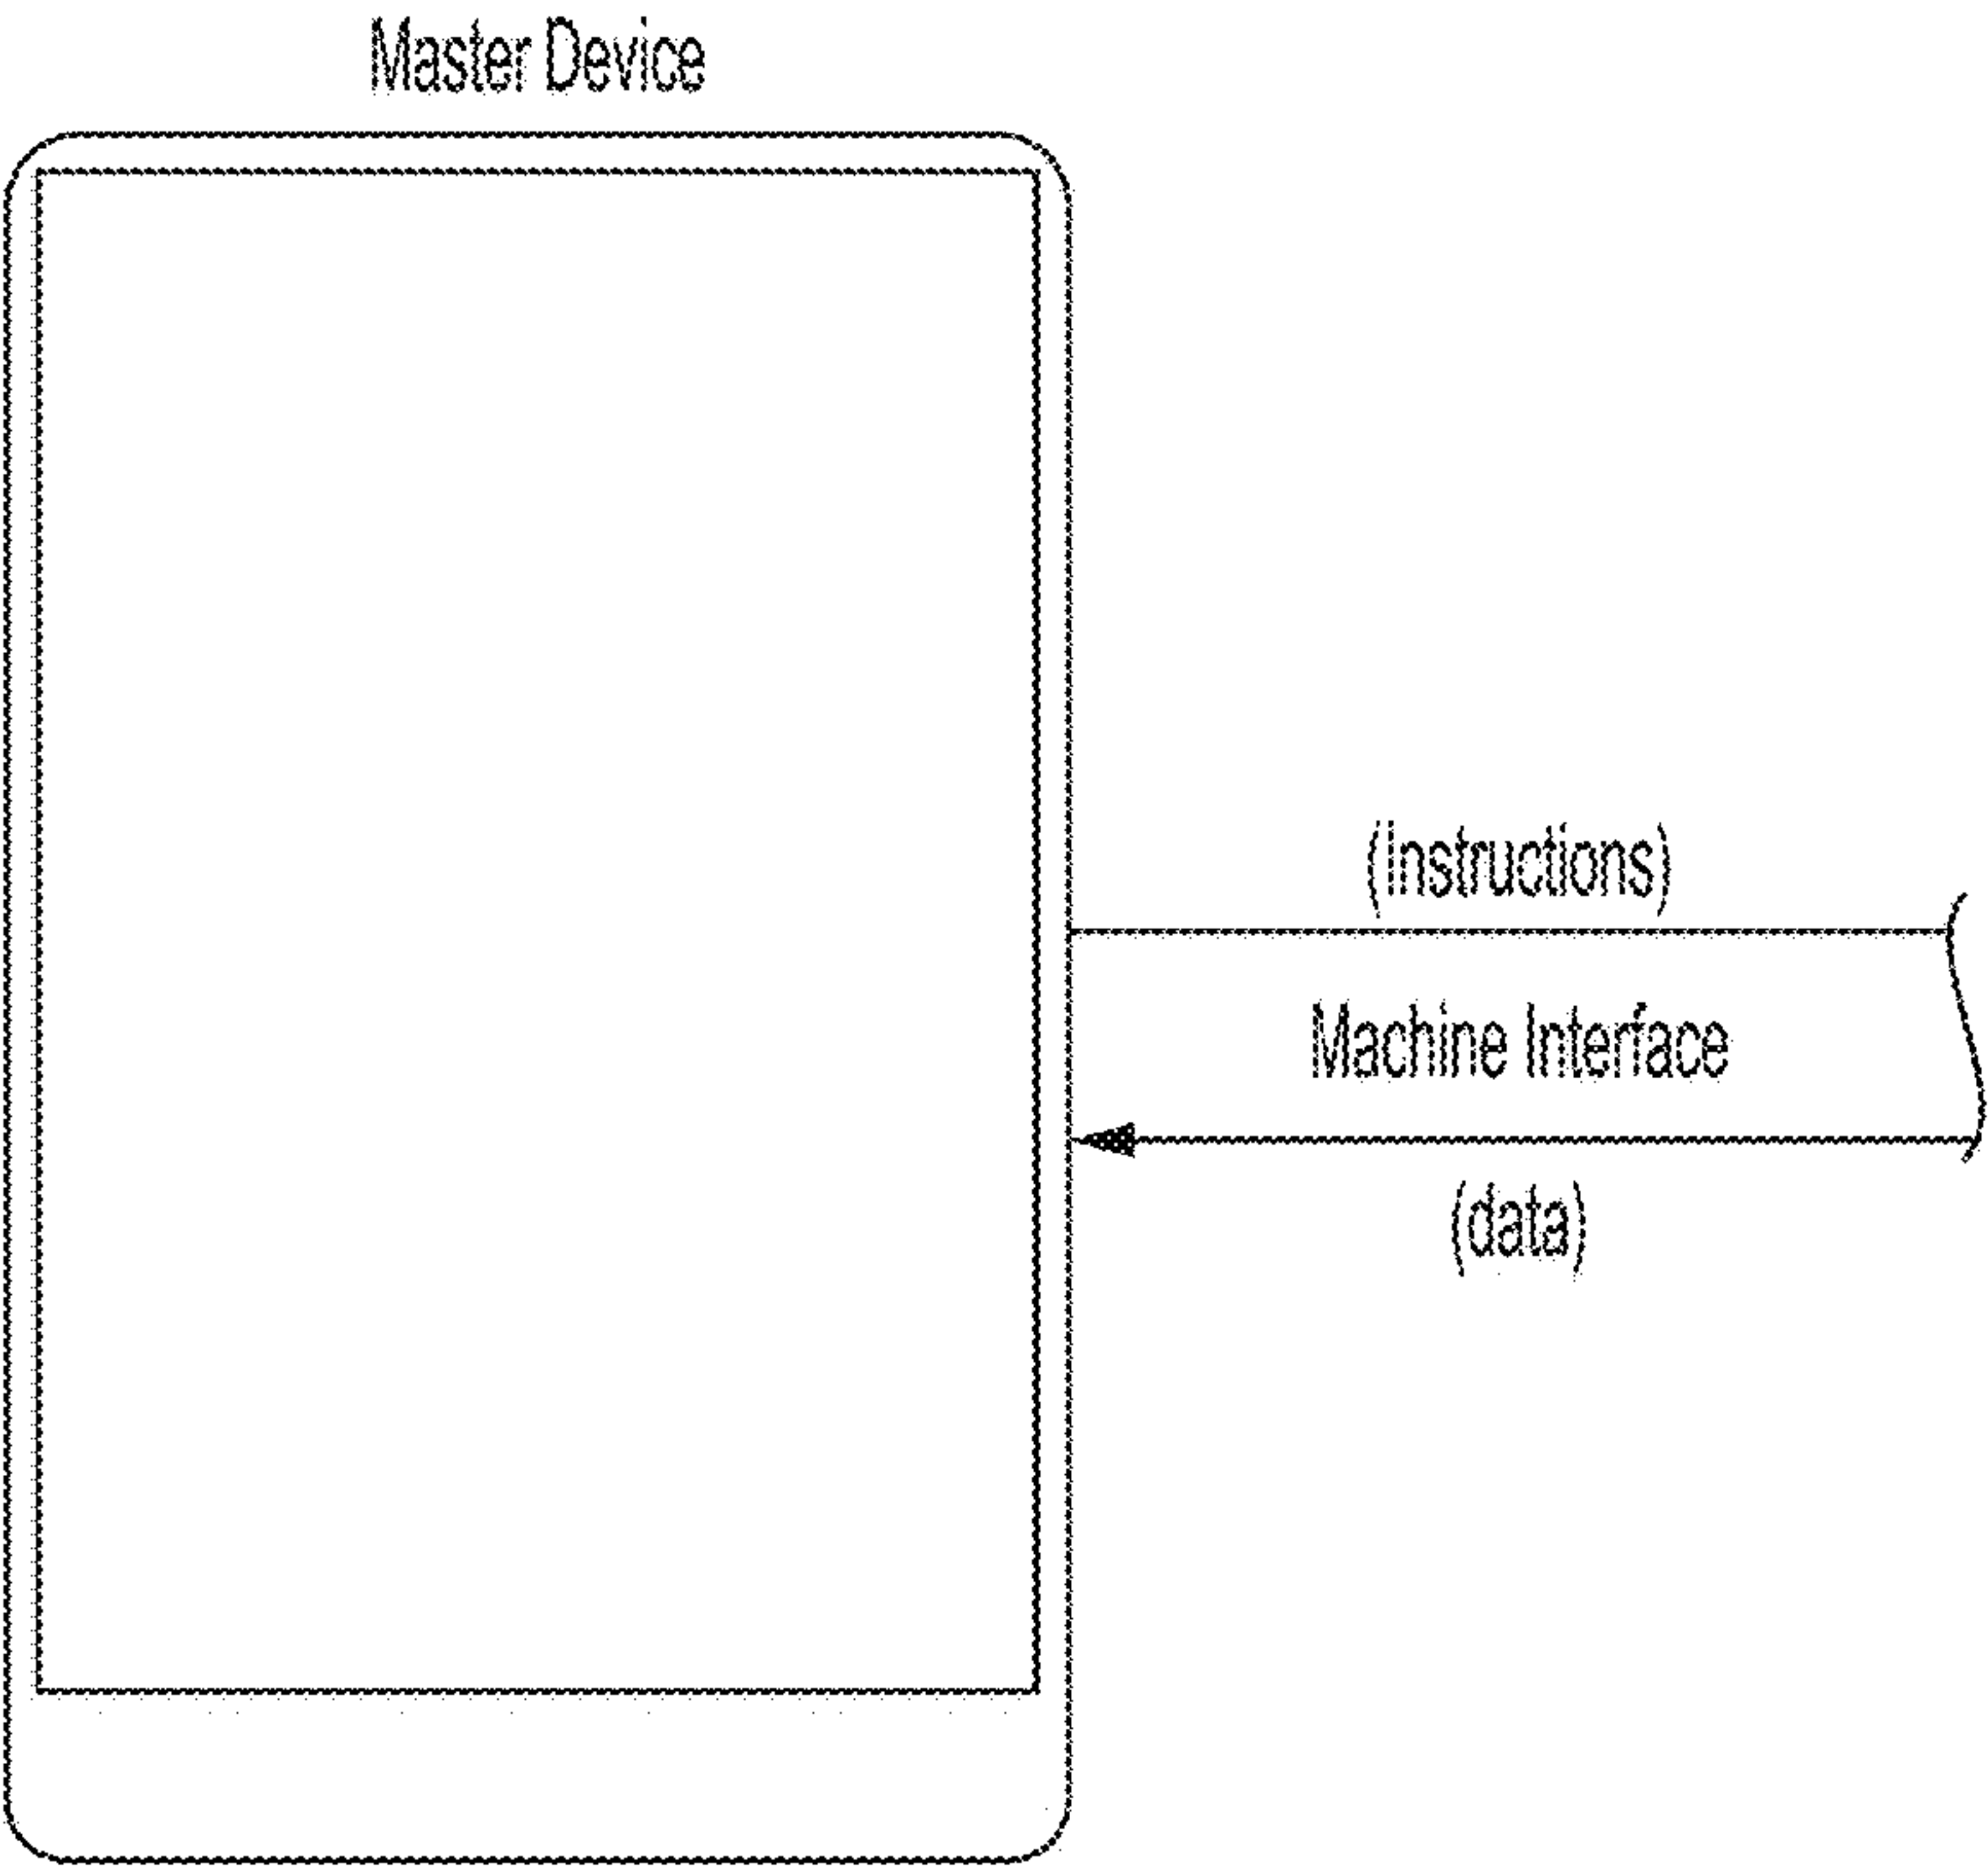 Master Device
(instructions)
Machine Interface
(data)